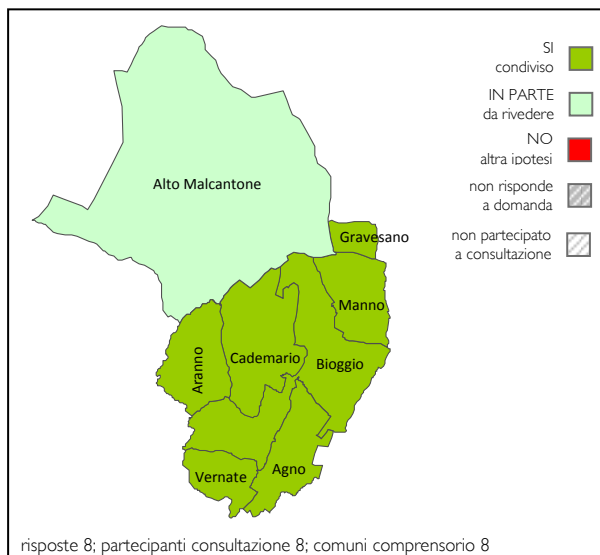 SI
condiviso
IN PARTE
da rivedere
NO
altra ipotesi
non risponde
a domanda
non partecipato
a consultazione
Alto Malcantone
Gravesano
Manno
Cademario
Aranno
Bioggio
Vernate
Agno
risposte 8; partecipanti consultazione 8; comuni comprensorio 8